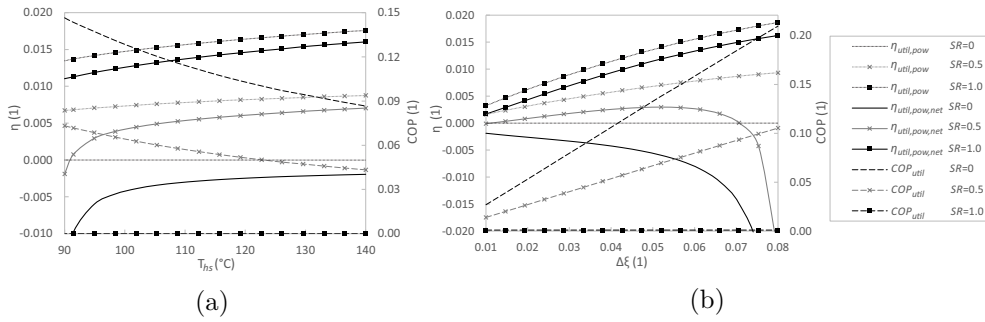 0.020
0.015
0.010
0.005
0.000
-0.005
-0.010
η (1)
0.15
0.12
0.09
0.06
0.03
0.00
COP (1)
90 100 110 120 130 140
T_hs (°C)
(a)
0.020
0.015
0.010
0.005
0.000
-0.005
-0.010
-0.015
-0.020
η (1)
0.20
0.15
0.10
0.05
0.00
COP (1)
0.01 0.02 0.03 0.04 0.05 0.06 0.07 0.08
Δξ (1)
(b)
η_util,pow SR=0
η_util,pow SR=0.5
η_util,pow SR=1.0
η_util,pow,net SR=0
η_util,pow,net SR=0.5
η_util,pow,net SR=1.0
COP_util SR=0
COP_util SR=0.5
COP_util SR=1.0